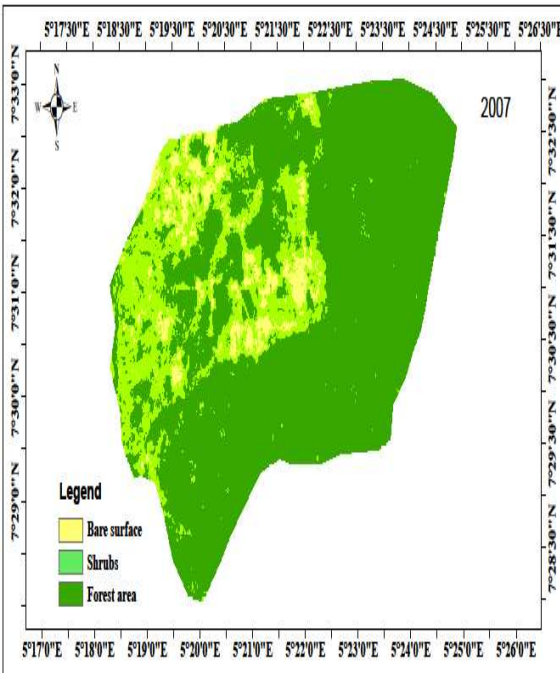 5°17'30"E 5°18'30"E 5°19'30"E 5°20'30"E 5°21'30"E 5°22'30"E 5°23'30"E 5°24'30"E 5°25'30"E 5°26'30"E
N
W E
S
2007
7°33'0"N
7°32'0"N
7°31'0"N
7°30'0"N
7°29'0"N
7°32'30"N
7°31'30"N
7°30'30"N
7°29'30"N
7°28'30"N
Legend
Bare surface
Shrubs
Forest area
5°17'0"E 5°18'0"E 5°19'0"E 5°20'0"E 5°21'0"E 5°22'0"E 5°23'0"E 5°24'0"E 5°25'0"E 5°26'0"E